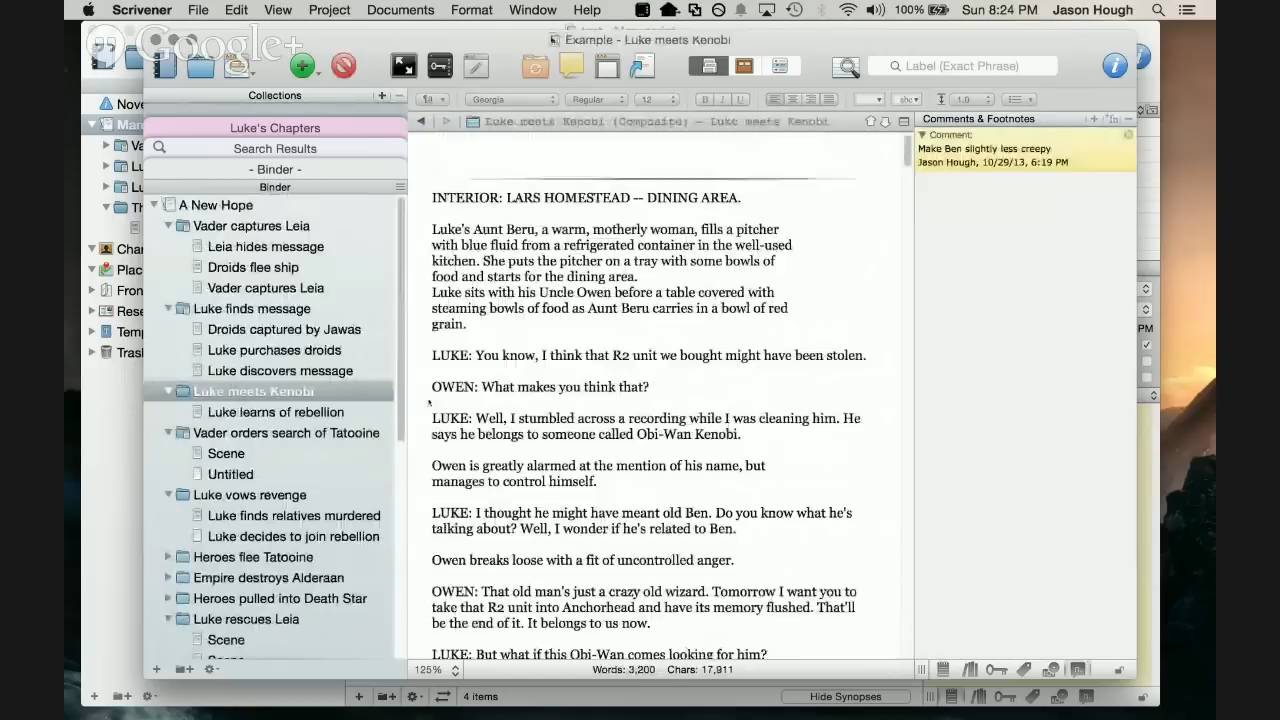 Scrivener File Edit View Project Documents Format Window Help 100% Sun 8:24 PM Jason Hough
Google+
Example - Luke meets Kenobi
Label (Exact Phrase)
Collections
Georgia Regular 12 B I U abc 1.0
Luke's Chapters
Search Results
- Binder -
Binder
Luke meets Kenobi (Composite) – Luke meets Kenobi
Comments & Footnotes
Comment:
Make Ben slightly less creepy
Jason Hough, 10/29/13, 6:19 PM
Nove
Man
Va
Lu
Lu
Th
Char
Plac
Fron
Rese
Temp
Trash
A New Hope
Vader captures Leia
Leia hides message
Droids flee ship
Vader captures Leia
Luke finds message
Droids captured by Jawas
Luke purchases droids
Luke discovers message
Luke meets Kenobi
Luke learns of rebellion
Vader orders search of Tatooine
Scene
Untitled
Luke vows revenge
Luke finds relatives murdered
Luke decides to join rebellion
Heroes flee Tatooine
Empire destroys Alderaan
Heroes pulled into Death Star
Luke rescues Leia
Scene
INTERIOR: LARS HOMESTEAD -- DINING AREA.
Luke's Aunt Beru, a warm, motherly woman, fills a pitcher
with blue fluid from a refrigerated container in the well-used
kitchen. She puts the pitcher on a tray with some bowls of
food and starts for the dining area.
Luke sits with his Uncle Owen before a table covered with
steaming bowls of food as Aunt Beru carries in a bowl of red
grain.
LUKE: You know, I think that R2 unit we bought might have been stolen.
OWEN: What makes you think that?
LUKE: Well, I stumbled across a recording while I was cleaning him. He
says he belongs to someone called Obi-Wan Kenobi.
Owen is greatly alarmed at the mention of his name, but
manages to control himself.
LUKE: I thought he might have meant old Ben. Do you know what he's
talking about? Well, I wonder if he's related to Ben.
Owen breaks loose with a fit of uncontrolled anger.
OWEN: That old man's just a crazy old wizard. Tomorrow I want you to
take that R2 unit into Anchorhead and have its memory flushed. That'll
be the end of it. It belongs to us now.
LUKE: But what if this Obi-Wan comes looking for him?
PM
125% Words: 3,200 Chars: 17,911
4 items
Hide Synopses